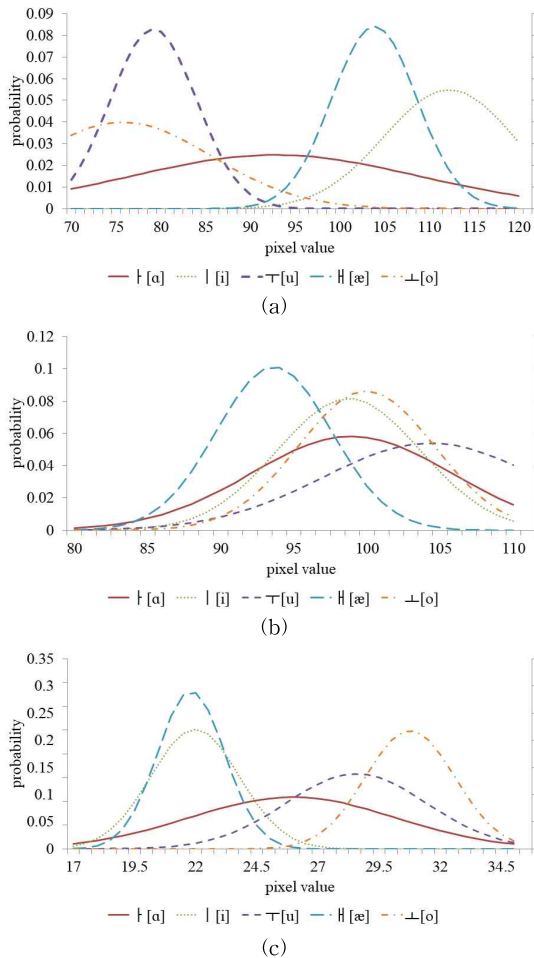 0.09
0.08
0.07
0.06
0.05
0.04
0.03
0.02
0.01
0
probability
70 75 80 85 90 95 100 105 110 115 120
pixel value
ㅏ[ɑ] ㅣ[i] ㅜ[u] ㅐ[æ] ㅗ[o]
(a)
0.12
0.1
0.08
0.06
0.04
0.02
0
probability
80 85 90 95 100 105 110
pixel value
ㅏ[ɑ] ㅣ[i] ㅜ[u] ㅐ[æ] ㅗ[o]
(b)
0.35
0.3
0.25
0.2
0.15
0.1
0.05
0
probability
17 19.5 22 24.5 27 29.5 32 34.5
pixel value
ㅏ[ɑ] ㅣ[i] ㅜ[u] ㅐ[æ] ㅗ[o]
(c)